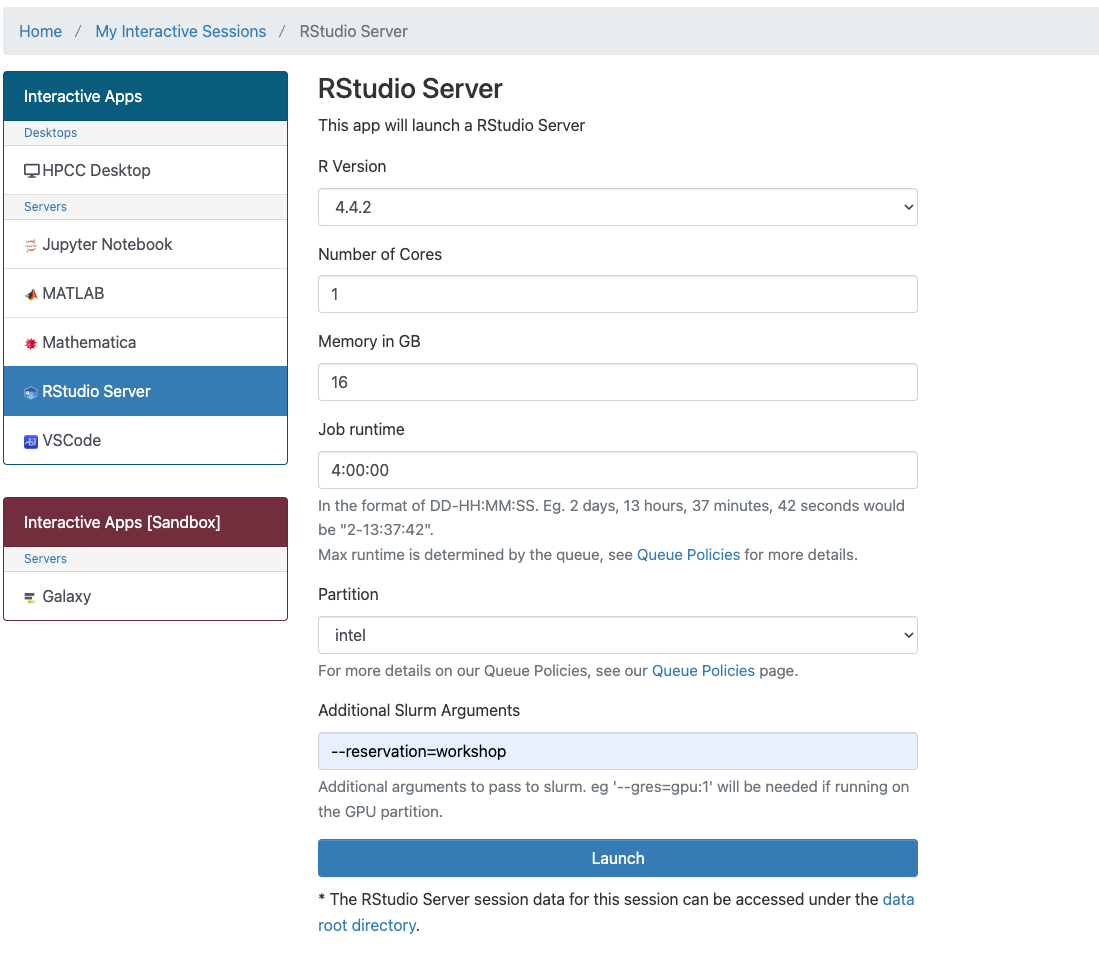 Home / My Interactive Sessions / RStudio Server
Interactive Apps
Desktops
HPCC Desktop
Servers
Jupyter Notebook
MATLAB
Mathematica
RStudio Server
VSCode
Interactive Apps [Sandbox]
Servers
Galaxy
RStudio Server
This app will launch a RStudio Server
R Version
4.4.2
Number of Cores
1
Memory in GB
16
Job runtime
4:00:00
In the format of DD-HH:MM:SS. Eg. 2 days, 13 hours, 37 minutes, 42 seconds would
be "2-13:37:42".
Max runtime is determined by the queue, see Queue Policies for more details.
Partition
intel
For more details on our Queue Policies, see our Queue Policies page.
Additional Slurm Arguments
--reservation=workshop
Additional arguments to pass to slurm. eg '--gres=gpu:1' will be needed if running on
the GPU partition.
Launch
* The RStudio Server session data for this session can be accessed under the data
root directory.